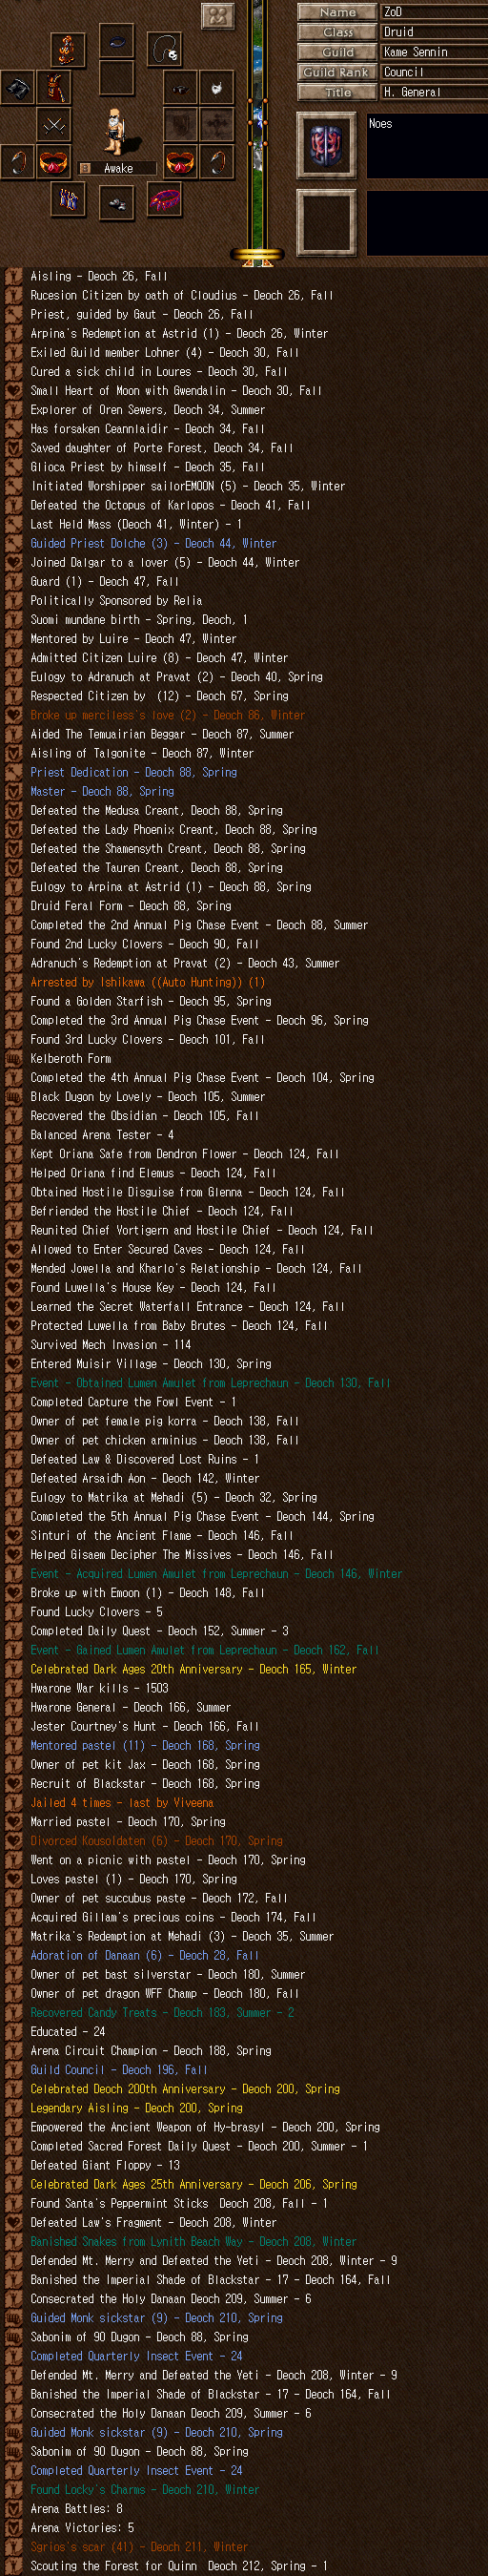 Name ZoD
Class Druid
Guild Kame Sennin
Guild Rank Council
Title H. General
Noes
Awake
Aisling - Deoch 26, Fall
Rucesion Citizen by oath of Cloudius - Deoch 26, Fall
Priest, guided by Gaut - Deoch 26, Fall
Arpina's Redemption at Astrid (1) - Deoch 26, Winter
Exiled Guild member Lohner (4) - Deoch 30, Fall
Cured a sick child in Loures - Deoch 30, Fall
Small Heart of Moon with Gwendalin - Deoch 30, Fall
Explorer of Oren Sewers, Deoch 34, Summer
Has forsaken Ceannlaidir - Deoch 34, Fall
Saved daughter of Porte Forest, Deoch 34, Fall
Glioca Priest by himself - Deoch 35, Fall
Initiated Worshipper sailorEMOON (5) - Deoch 35, Winter
Defeated the Octopus of Karlopos - Deoch 41, Fall
Last Held Mass (Deoch 41, Winter) - 1
Guided Priest Dolche (3) - Deoch 44, Winter
Joined Dalgar to a lover (5) - Deoch 44, Winter
Guard (1) - Deoch 47, Fall
Politically Sponsored by Relia
Suomi mundane birth - Spring, Deoch, 1
Mentored by Luire - Deoch 47, Winter
Admitted Citizen Luire (8) - Deoch 47, Winter
Eulogy to Adranuch at Pravat (2) - Deoch 40, Spring
Respected Citizen by  (12) - Deoch 67, Spring
Broke up merciless's love (2) - Deoch 86, Winter
Aided The Temuairian Beggar - Deoch 87, Summer
Aisling of Talgonite - Deoch 87, Winter
Priest Dedication - Deoch 88, Spring
Master - Deoch 88, Spring
Defeated the Medusa Creant, Deoch 88, Spring
Defeated the Lady Phoenix Creant, Deoch 88, Spring
Defeated the Shamensyth Creant, Deoch 88, Spring
Defeated the Tauren Creant, Deoch 88, Spring
Eulogy to Arpina at Astrid (1) - Deoch 88, Spring
Druid Feral Form - Deoch 88, Spring
Completed the 2nd Annual Pig Chase Event - Deoch 88, Summer
Found 2nd Lucky Clovers - Deoch 90, Fall
Adranuch's Redemption at Pravat (2) - Deoch 43, Summer
Arrested by Ishikawa ((Auto Hunting)) (1)
Found a Golden Starfish - Deoch 95, Spring
Completed the 3rd Annual Pig Chase Event - Deoch 96, Spring
Found 3rd Lucky Clovers - Deoch 101, Fall
Kelberoth Form
Completed the 4th Annual Pig Chase Event - Deoch 104, Spring
Black Dugon by Lovely - Deoch 105, Summer
Recovered the Obsidian - Deoch 105, Fall
Balanced Arena Tester - 4
Kept Oriana Safe from Dendron Flower - Deoch 124, Fall
Helped Oriana find Elemus - Deoch 124, Fall
Obtained Hostile Disguise from Glenna - Deoch 124, Fall
Befriended the Hostile Chief - Deoch 124, Fall
Reunited Chief Vortigern and Hostile Chief - Deoch 124, Fall
Allowed to Enter Secured Caves - Deoch 124, Fall
Mended Jowella and Kharlo's Relationship - Deoch 124, Fall
Found Luwella's House Key - Deoch 124, Fall
Learned the Secret Waterfall Entrance - Deoch 124, Fall
Protected Luwella from Baby Brutes - Deoch 124, Fall
Survived Mech Invasion - 114
Entered Muisir Village - Deoch 130, Spring
Event - Obtained Lumen Amulet from Leprechaun - Deoch 130, Fall
Completed Capture the Fowl Event - 1
Owner of pet female pig korra - Deoch 138, Fall
Owner of pet chicken arminius - Deoch 138, Fall
Defeated Law & Discovered Lost Ruins - 1
Defeated Arsaidh Aon - Deoch 142, Winter
Eulogy to Matrika at Mehadi (5) - Deoch 32, Spring
Completed the 5th Annual Pig Chase Event - Deoch 144, Spring
Sinturi of the Ancient Flame - Deoch 146, Fall
Helped Gisaem Decipher The Missives - Deoch 146, Fall
Event - Acquired Lumen Amulet from Leprechaun - Deoch 146, Winter
Broke up with Emoon (1) - Deoch 148, Fall
Found Lucky Clovers - 5
Completed Daily Quest - Deoch 152, Summer - 3
Event - Gained Lumen Amulet from Leprechaun - Deoch 162, Fall
Celebrated Dark Ages 20th Anniversary - Deoch 165, Winter
Hwarone War kills - 1503
Hwarone General - Deoch 166, Summer
Jester Courtney's Hunt - Deoch 166, Fall
Mentored pastel (11) - Deoch 168, Spring
Owner of pet kit Jax - Deoch 168, Spring
Recruit of Blackstar - Deoch 168, Spring
Jailed 4 times - last by Viveena
Married pastel - Deoch 170, Spring
Divorced Kousoldaten (6) - Deoch 170, Spring
Went on a picnic with pastel - Deoch 170, Spring
Loves pastel (1) - Deoch 170, Spring
Owner of pet succubus paste - Deoch 172, Fall
Acquired Gillam's precious coins - Deoch 174, Fall
Matrika's Redemption at Mehadi (3) - Deoch 35, Summer
Adoration of Danaan (6) - Deoch 28, Fall
Owner of pet bast silverstar - Deoch 180, Summer
Owner of pet dragon WFF Champ - Deoch 180, Fall
Recovered Candy Treats - Deoch 183, Summer - 2
Educated - 24
Arena Circuit Champion - Deoch 188, Spring
Guild Council - Deoch 196, Fall
Celebrated Deoch 200th Anniversary - Deoch 200, Spring
Legendary Aisling - Deoch 200, Spring
Empowered the Ancient Weapon of Hy-brasyl - Deoch 200, Spring
Completed Sacred Forest Daily Quest - Deoch 200, Summer - 1
Defeated Giant Floppy - 13
Celebrated Dark Ages 25th Anniversary - Deoch 206, Spring
Found Santa's Peppermint Sticks  Deoch 208, Fall - 1
Defeated Law's Fragment - Deoch 208, Winter
Banished Snakes from Lynith Beach Way - Deoch 208, Winter
Defended Mt. Merry and Defeated the Yeti - Deoch 208, Winter - 9
Banished the Imperial Shade of Blackstar - 17 - Deoch 164, Fall
Consecrated the Holy Danaan Deoch 209, Summer - 6
Guided Monk sickstar (9) - Deoch 210, Spring
Sabonim of 90 Dugon - Deoch 88, Spring
Completed Quarterly Insect Event - 24
Defended Mt. Merry and Defeated the Yeti - Deoch 208, Winter - 9
Banished the Imperial Shade of Blackstar - 17 - Deoch 164, Fall
Consecrated the Holy Danaan Deoch 209, Summer - 6
Guided Monk sickstar (9) - Deoch 210, Spring
Sabonim of 90 Dugon - Deoch 88, Spring
Completed Quarterly Insect Event - 24
Found Locky's Charms - Deoch 210, Winter
Arena Battles: 8
Arena Victories: 5
Sgrios's scar (41) - Deoch 211, Winter
Scouting the Forest for Quinn  Deoch 212, Spring - 1